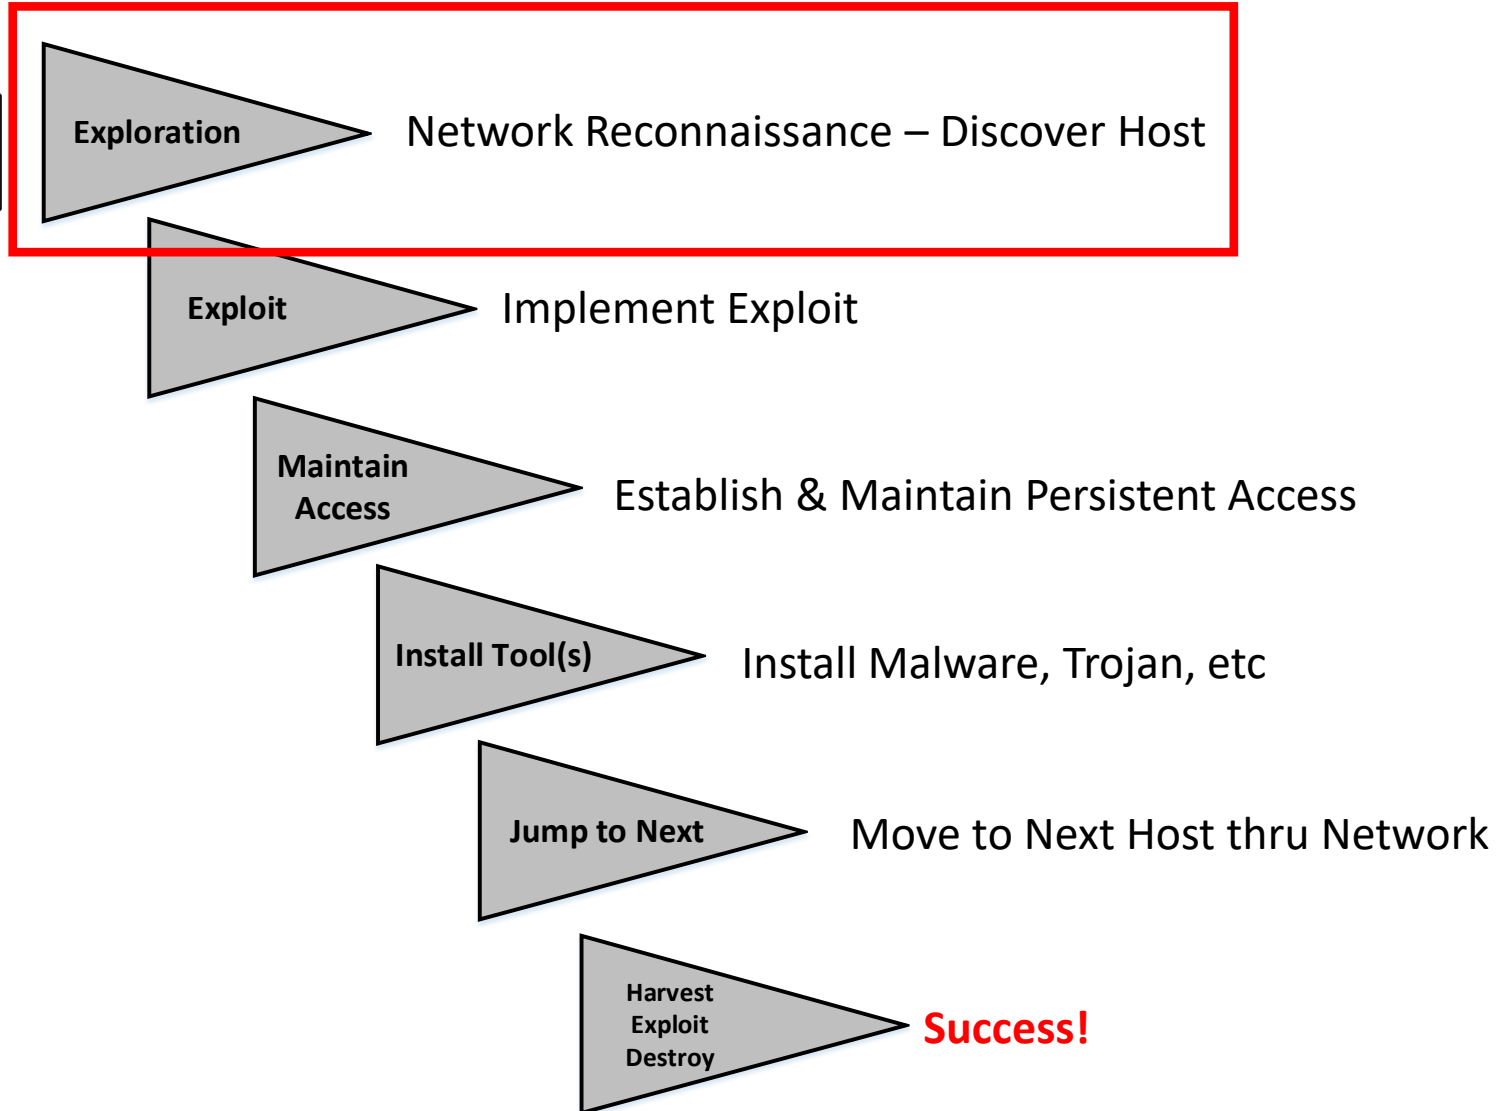 Exploration
Network Reconnaissance – Discover Host
Exploit
Implement Exploit
Maintain
Access
Establish & Maintain Persistent Access
Install Tool(s)
Install Malware, Trojan, etc
Jump to Next
Move to Next Host thru Network
Harvest
Exploit
Destroy
Success!